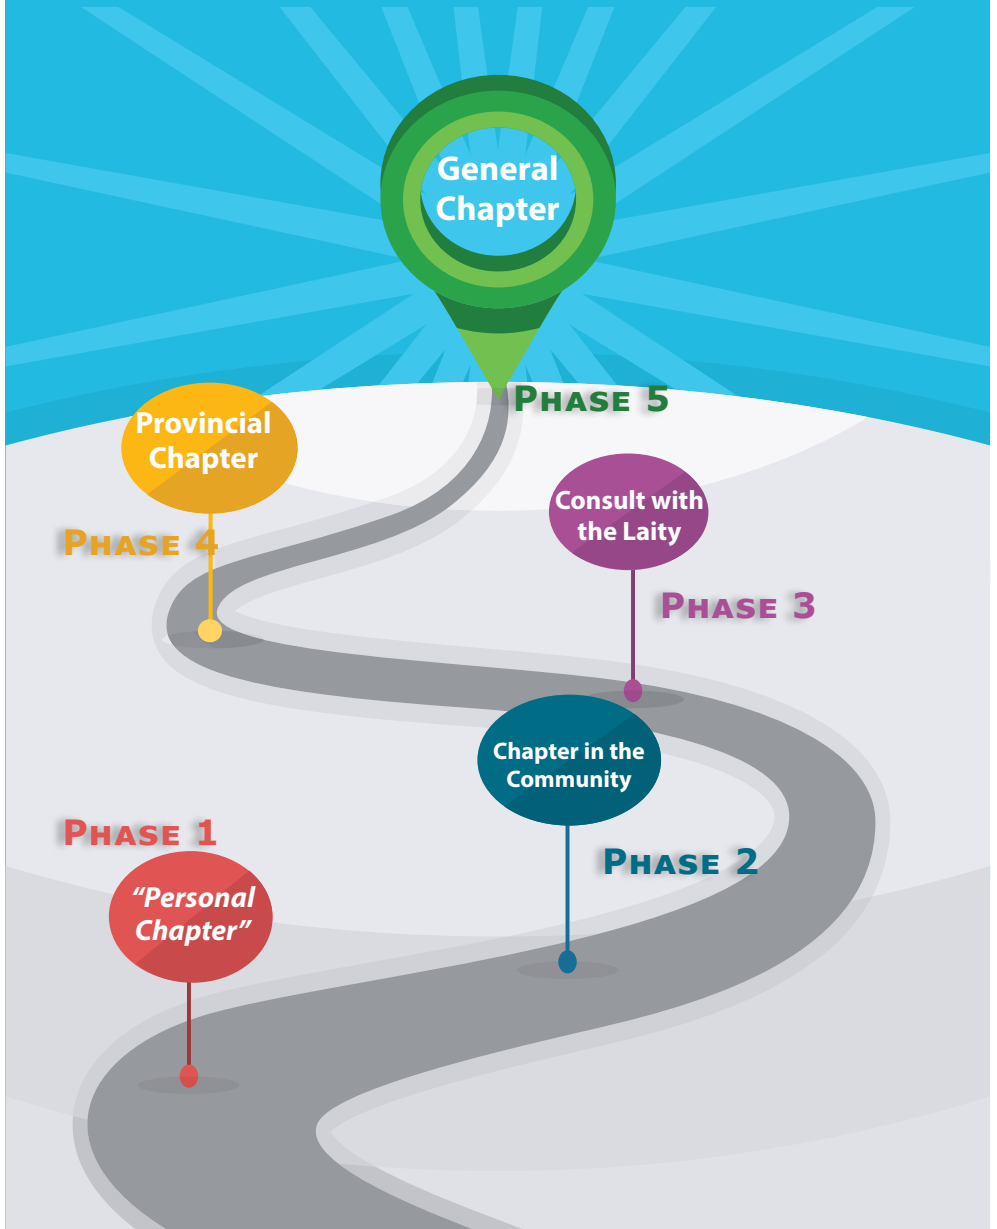 General
Chapter
PHASE 5
Provincial
Chapter
PHASE 4
Consult with
the Laity
PHASE 3
Chapter in the
Community
PHASE 2
PHASE 1
“Personal
Chapter”